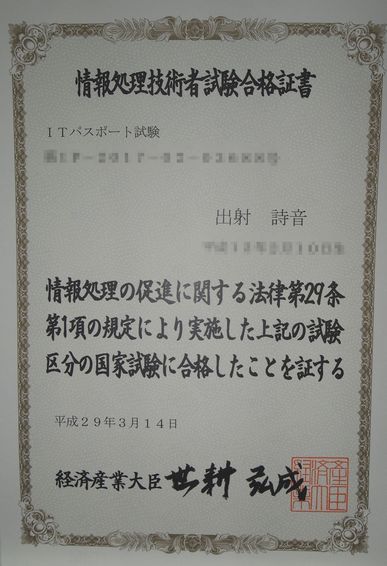 情報処理技術者試験合格証書
ITパスポート試験
出射 詩音
情報処理の促進に関する法律第29条
第1項の規定により実施した上記の試験
区分の国家試験に合格したことを証する
平成29年3月14日
経済産業大臣 世耕弘成